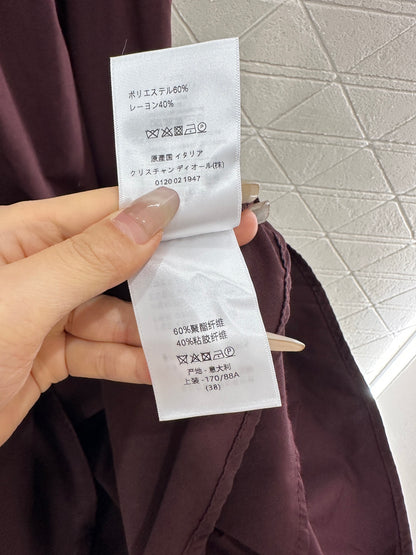 ポリエステル60%
レーヨン40%
原産国 イタリア
クリスチャン ディオール(株)
0120 02 1947
60%聚酯纤维
40%粘胶纤维
产地 - 意大利
上装 - 170/88A
(38)